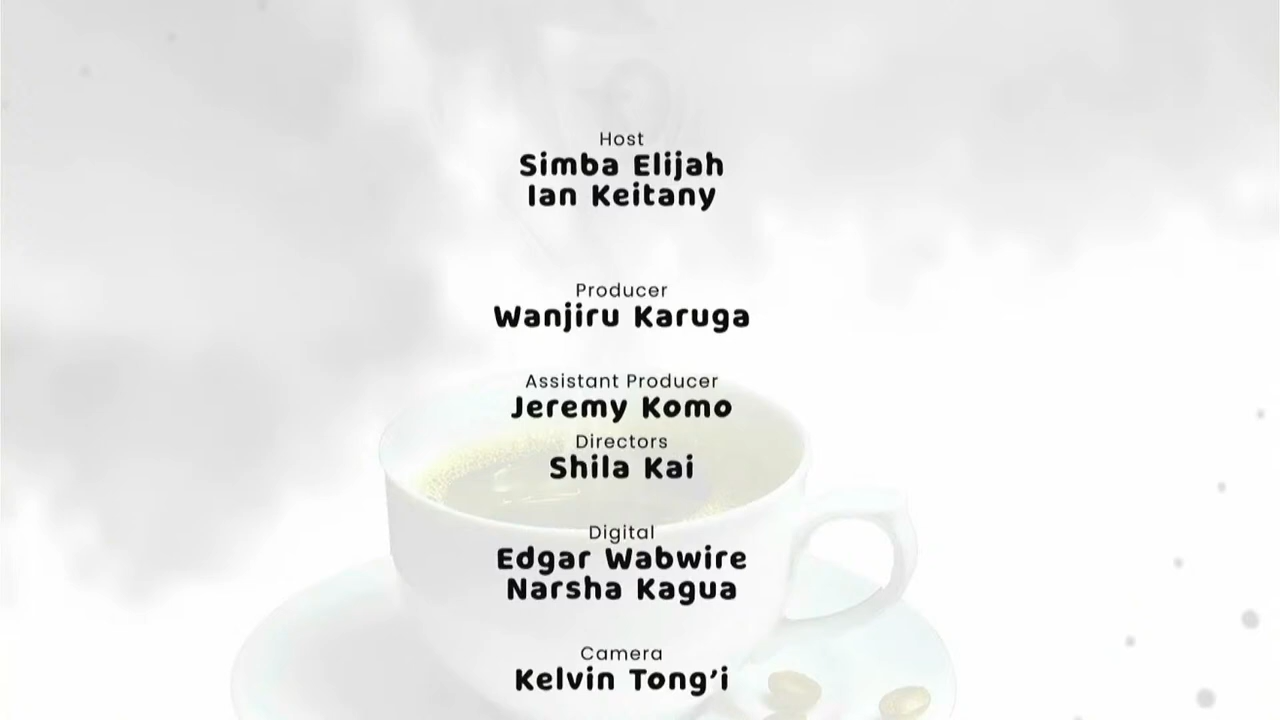 Host
Simba Elijah
Ian Keitany
Producer
Wanjiru Karuga
Assistant Producer
Jeremy Komo
Directors
Shila Kai
Digital
Edgar Wabwire
Narsha Kagua
Camera
Kelvin Tong’i